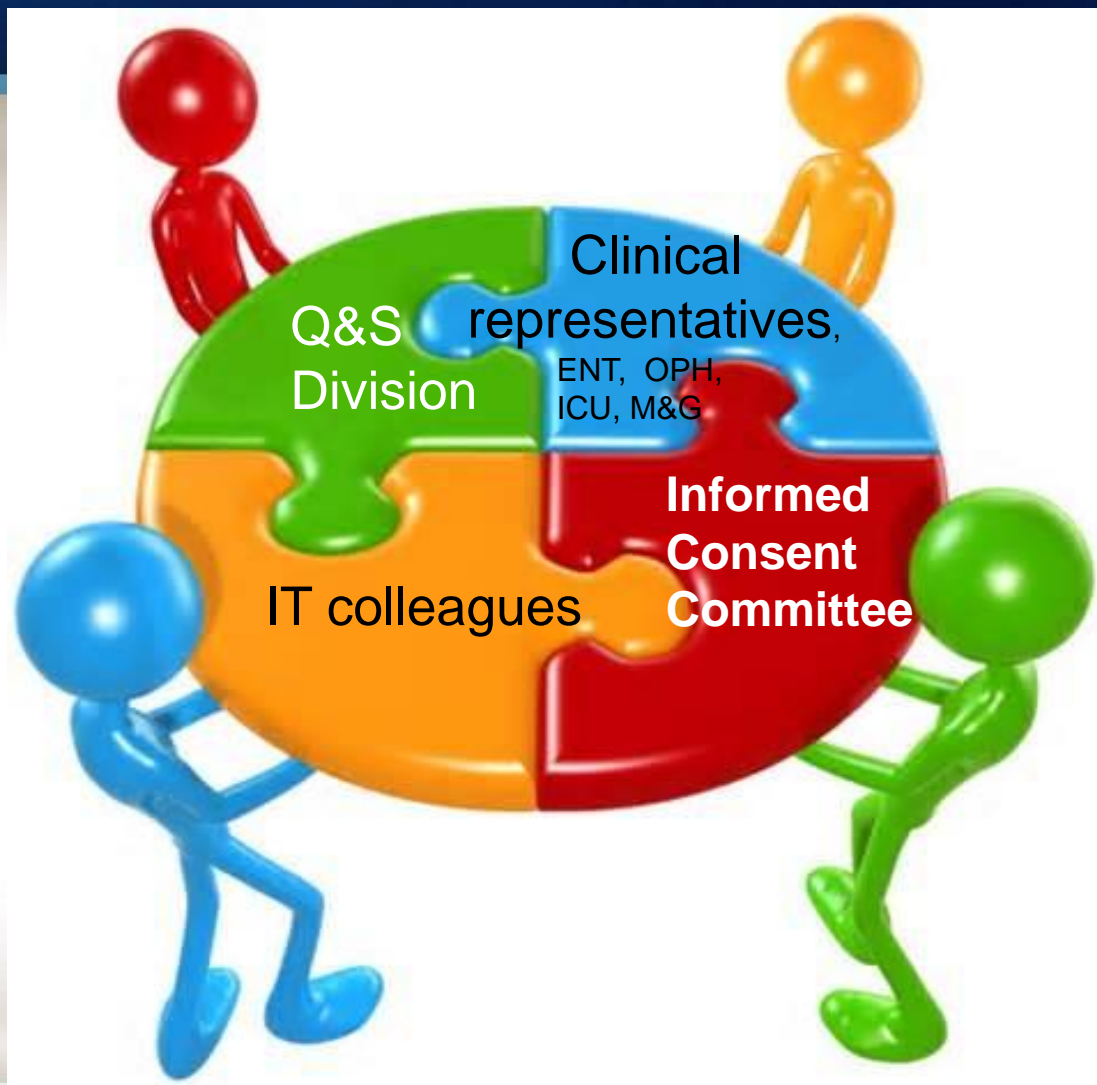 Q&S
Division
Clinical
representatives,
ENT, OPH,
ICU, M&G
IT colleagues
Informed
Consent
Committee